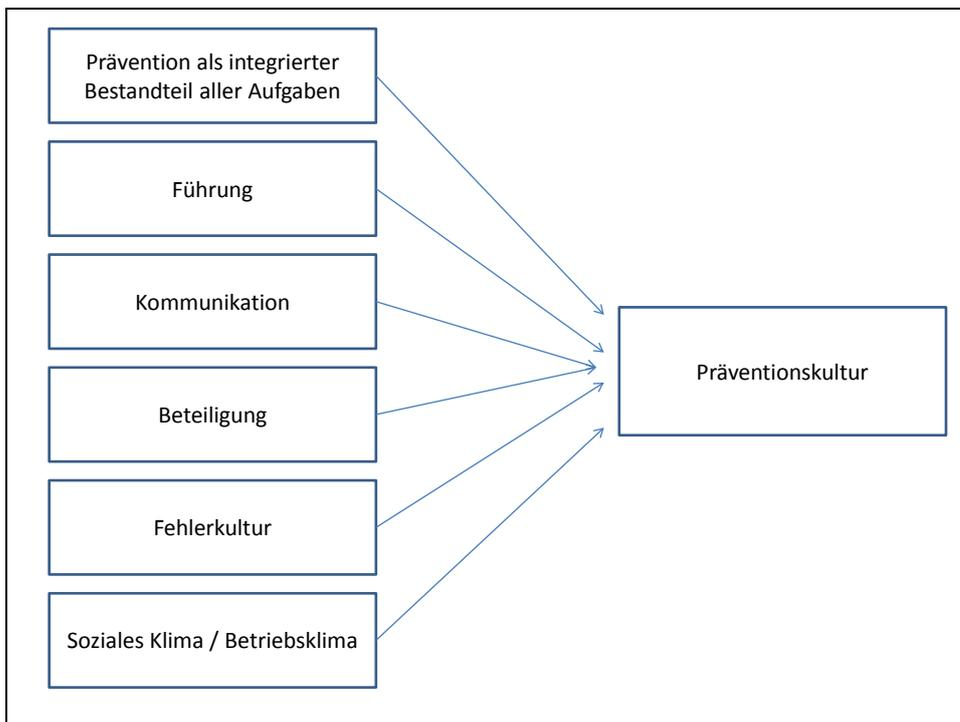 Prävention als integrierter
Bestandteil aller Aufgaben
Führung
Kommunikation
Beteiligung
Fehlerkultur
Soziales Klima / Betriebsklima
Präventionskultur